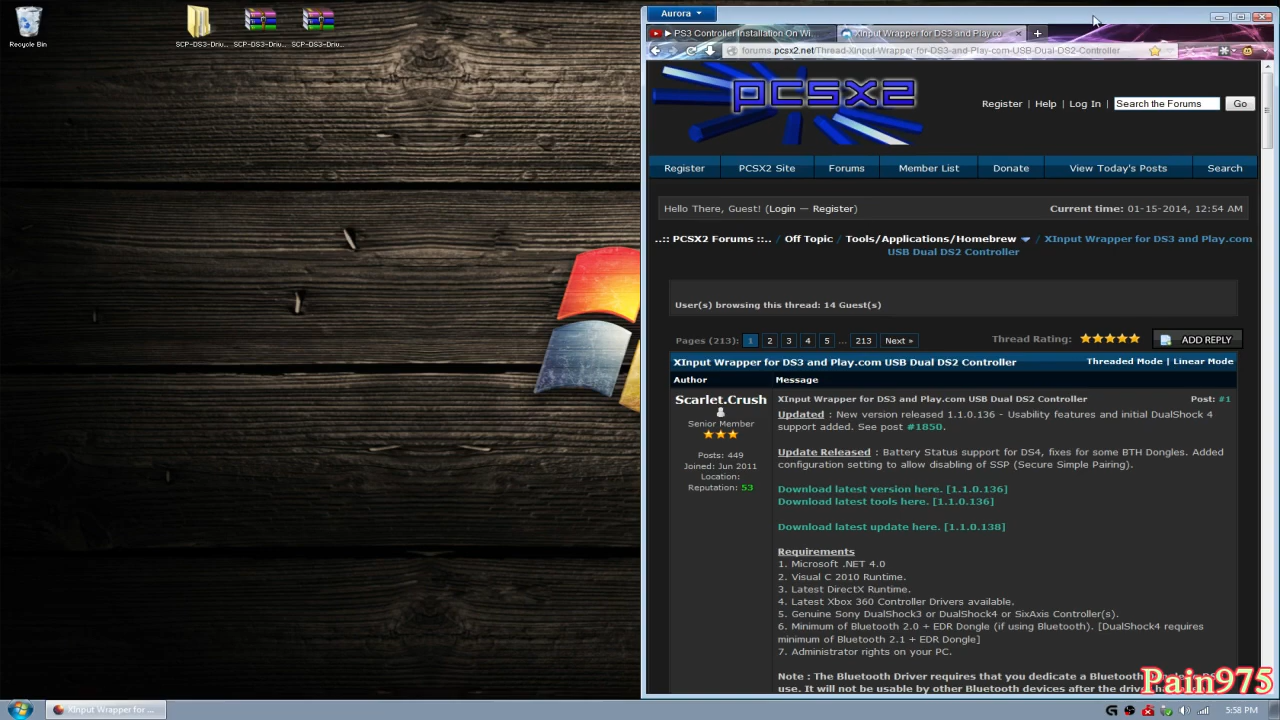 Recycle Bin
SCP-DS3-Driv...
SCP-DS3-Driv...
SCP-DS3-Driv...
Aurora
PS3 Controller Installation On Wi...
XInput Wrapper for DS3 and Play.co...
forums.pcsx2.net/Thread-XInput-Wrapper-for-DS3-and Play-com-USB-Dual-DS2-Controller
PCSX2
Register | Help | Log In | Search the Forums Go
Register PCSX2 Site Forums Member List Donate View Today's Posts Search
Hello There, Guest! (Login — Register) Current time: 01-15-2014, 12:54 AM
..:: PCSX2 Forums ::.. / Off Topic / Tools/Applications/Homebrew / XInput Wrapper for DS3 and Play.com
USB Dual DS2 Controller
User(s) browsing this thread: 14 Guest(s)
Pages (213): 1 2 3 4 5 ... 213 Next » Thread Rating: ADD REPLY
XInput Wrapper for DS3 and Play.com USB Dual DS2 Controller Threaded Mode | Linear Mode
Author Message
Scarlet.Crush
Senior Member
Posts: 449
Joined: Jun 2011
Location:
Reputation: 53
XInput Wrapper for DS3 and Play.com USB Dual DS2 Controller Post: #1
Updated : New version released 1.1.0.136 - Usability features and initial DualShock 4
support added. See post #1850.
Update Released : Battery Status support for DS4, fixes for some BTH Dongles. Added
configuration setting to allow disabling of SSP (Secure Simple Pairing).
Download latest version here. [1.1.0.136]
Download latest tools here. [1.1.0.136]
Download latest update here. [1.1.0.138]
Requirements
1. Microsoft .NET 4.0
2. Visual C 2010 Runtime.
3. Latest DirectX Runtime.
4. Latest Xbox 360 Controller Drivers available.
5. Genuine Sony DualShock3 or DualShock4 or SixAxis Controller(s).
6. Minimum of Bluetooth 2.0 + EDR Dongle (if using Bluetooth). [DualShock4 requires
minimum of Bluetooth 2.1 + EDR Dongle]
7. Administrator rights on your PC.
Note : The Bluetooth Driver requires that you dedicate a Bluetooth
use. It will not be usable by other Bluetooth devices after the
Pain975
XInput Wrapper for ...
5:58 PM